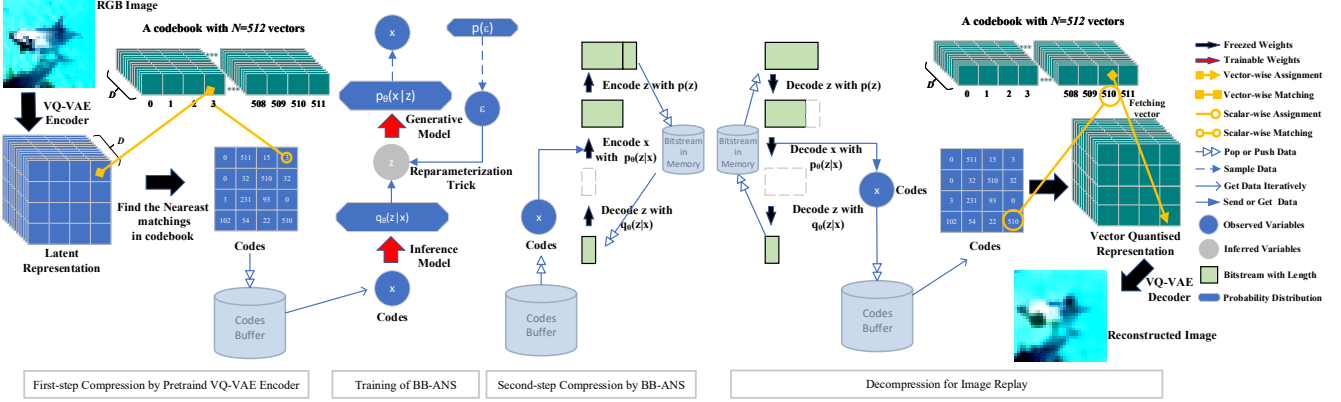 RGB Image
A codebook with N=512 vectors
D
0 1 2 3 508 509 510 511
VQ-VAE
Encoder
D
Find the Neareast
matchings
in codebook
Latent
Representation
0 511 15 3
0 32 510 32
3 231 93 0
102 54 22 510
Codes
Codes
Buffer
First-step Compression by Pretraind VQ-VAE Encoder
x
p(ε)
pθ(x|z)
ε
Generative
Model
z
Reparameterization
Trick
qθ(z|x)
Inference
Model
x
Codes
Training of BB-ANS
Encode z with p(z)
Encode x
with pθ(z|x)
Decode z with
qθ(z|x)
x
Codes
Codes
Buffer
Bitstream
in
Memory
Second-step Compression by BB-ANS
Bitstream
in
Memory
Decode z with p(z)
Decode x with
pθ(z|x)
x
Codes
Decode z with
qθ(z|x)
Codes
Buffer
A codebook with N=512 vectors
D
0 1 2 3 508 509 510 511
Fetching
vector
0 511 15 3
0 32 510 32
3 231 93 0
102 54 22 510
Codes
Vector Quantised
Representation
VQ-VAE
Decoder
Reconstructed Image
Decompression for Image Replay
Freezed Weights
Trainable Weights
Vector-wise Assignment
Vector-wise Matching
Scalar-wise Assignment
Scalar-wise Matching
Pop or Push Data
Sample Data
Get Data Iteratively
Send or Get Data
Observed Variables
Inferred Variables
Bitstream with Length
Probability Distribution